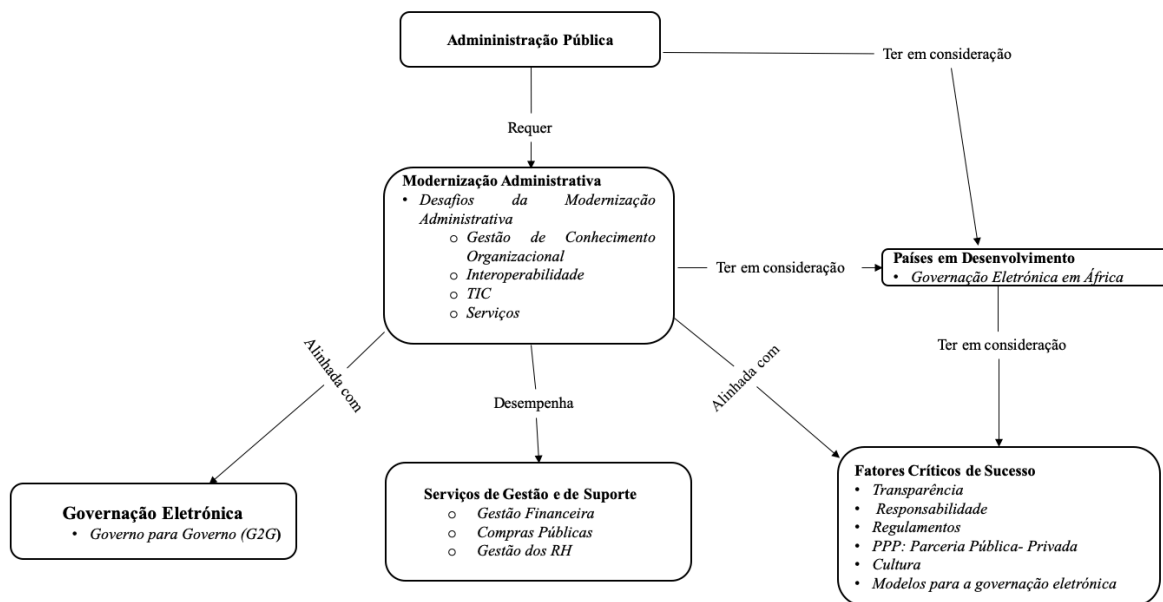 Admininistração Pública
Ter em consideração
Requer
Modernização Administrativa
• Desafios da Modernização
Administrativa
o Gestão de Conhecimento
Organizacional
o Interoperabilidade
o TIC
o Serviços
Ter em consideração
Países em Desenvolvimento
• Governação Eletrónica em África
Alinhada com
Desempenha
Alinhada com
Ter em consideração
Governação Eletrónica
• Governo para Governo (G2G)
Serviços de Gestão e de Suporte
o Gestão Financeira
o Compras Públicas
o Gestão dos RH
Fatores Críticos de Sucesso
• Transparência
• Responsabilidade
• Regulamentos
• PPP: Parceria Pública- Privada
• Cultura
• Modelos para a governação eletrónica